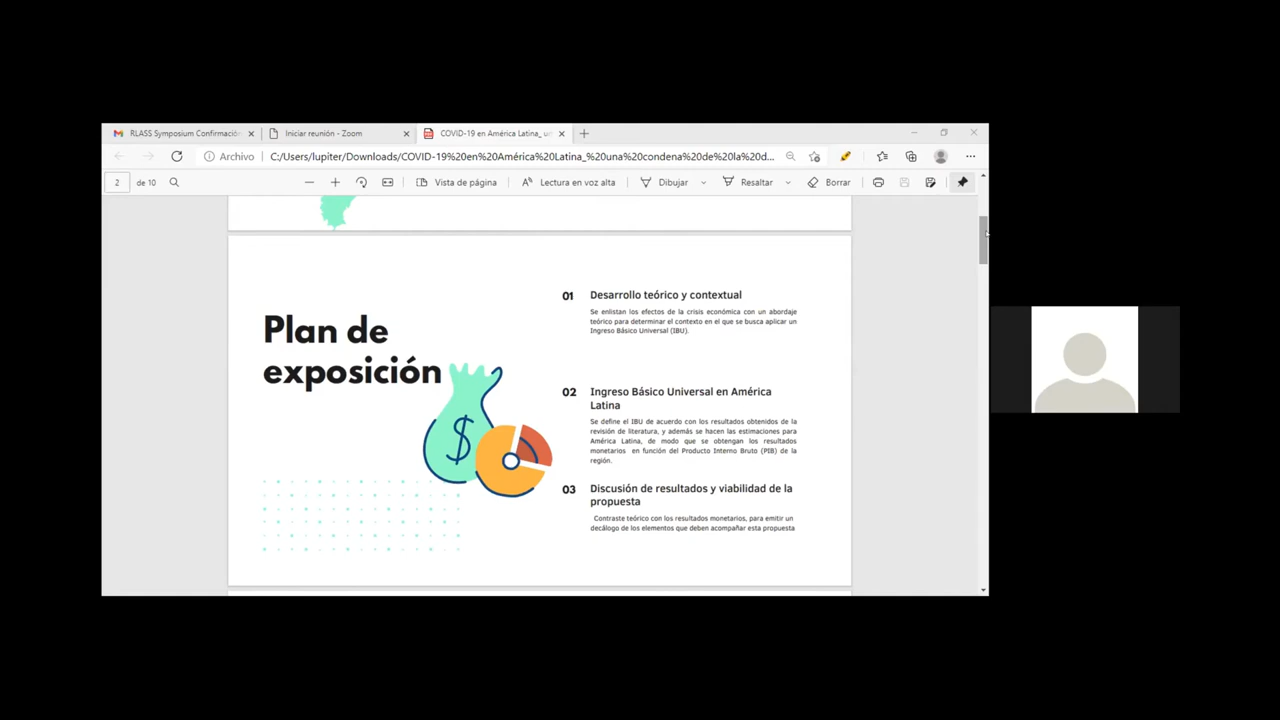 RLASS Symposium Confirmación
Iniciar reunión - Zoom
COVID-19 en América Latina_ un
Archivo
C:/Users/lupiter/Downloads/COVID-19%20en%20América%20Latina_%20una%20condena%20de%20la%20d...
2 de 10
Vista de página
Lectura en voz alta
Dibujar
Resaltar
Borrar
Plan de
exposición
01 Desarrollo teórico y contextual
Se enlistan los efectos de la crisis económica con un abordaje
teórico para determinar el contexto en el que se busca aplicar un
Ingreso Básico Universal (IBU).
02 Ingreso Básico Universal en América
Latina
Se define el IBU de acuerdo con los resultados obtenidos de la
revisión de literatura, y además se hacen las estimaciones para
América Latina, de modo que se obtengan los resultados
monetarios en función del Producto Interno Bruto (PIB) de la
región.
03 Discusión de resultados y viabilidad de la
propuesta
Contraste teórico con los resultados monetarios, para emitir un
decálogo de los elementos que deben acompañar esta propuesta
$